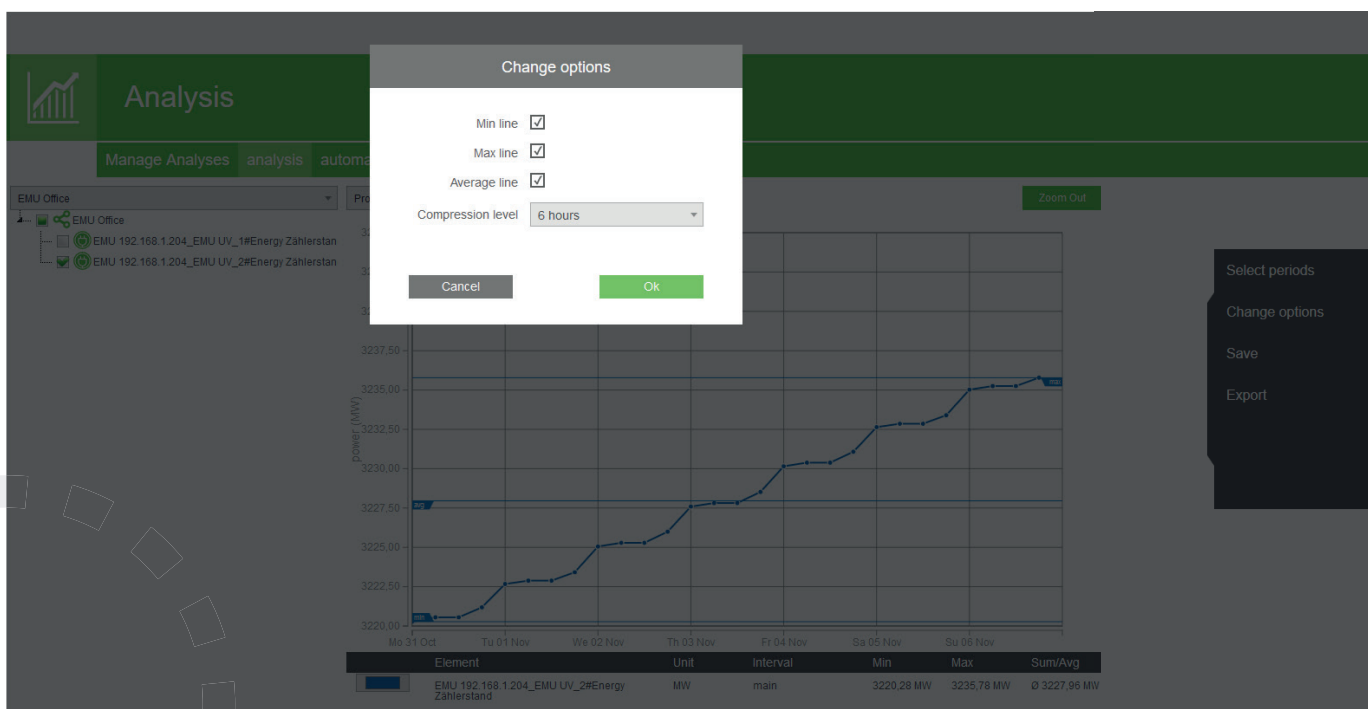 Change options
Analysis
Min line
Max line
Average line
Compression level 6 hours
Cancel Ok
Manage Analyses analysis automa
EMU Office
Zoom Out
EMU Office
EMU 192.168.1.204_EMU UV_1#Energy Zählerstan
EMU 192.168.1.204_EMU UV_2#Energy Zählerstan
Select periods
Change options
Save
Export
power (MW)
3237,50
3235,00
3232,50
3230,00
3227,50
3225,00
3222,50
3220,00
avg
Mo 31 Oct Tu 01 Nov We 02 Nov Th 03 Nov Fr 04 Nov Sa 05 Nov Su 06 Nov
Element Unit Interval Min Max Sum/Avg
EMU 192.168.1.204_EMU UV_2#Energy MW main 3220,28 MW 3235,78 MW Ø 3227,96 MW
Zählerstand